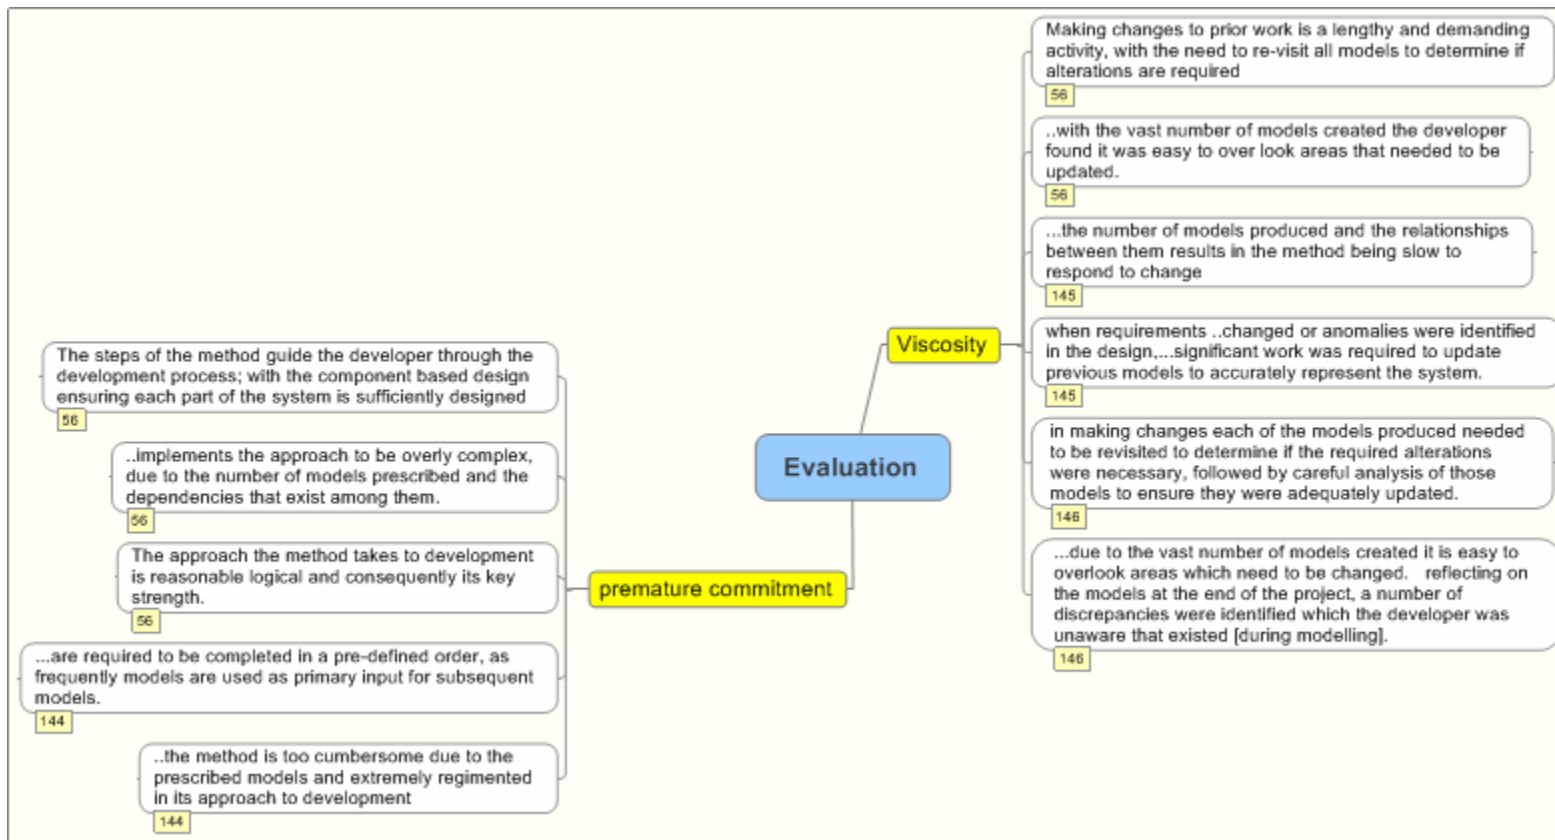 Evaluation
Viscosity
Making changes to prior work is a lengthy and demanding
activity, with the need to re-visit all models to determine if
alterations are required
56
..with the vast number of models created the developer
found it was easy to over look areas that needed to be
updated.
56
...the number of models produced and the relationships
between them results in the method being slow to
respond to change
145
when requirements ..changed or anomalies were identified
in the design,...significant work was required to update
previous models to accurately represent the system.
145
in making changes each of the models produced needed
to be revisited to determine if the required alterations
were necessary, followed by careful analysis of those
models to ensure they were adequately updated.
146
...due to the vast number of models created it is easy to
overlook areas which need to be changed.   reflecting on
the models at the end of the project, a number of
discrepancies were identified which the developer was
unaware that existed [during modelling].
146
premature commitment
The steps of the method guide the developer through the
development process; with the component based design
ensuring each part of the system is sufficiently designed
56
..implements the approach to be overly complex,
due to the number of models prescribed and the
dependencies that exist among them.
56
The approach the method takes to development
is reasonable logical and consequently its key
strength.
56
...are required to be completed in a pre-defined order, as
frequently models are used as primary input for subsequent
models.
144
..the method is too cumbersome due to the
prescribed models and extremely regimented
in its approach to development
144